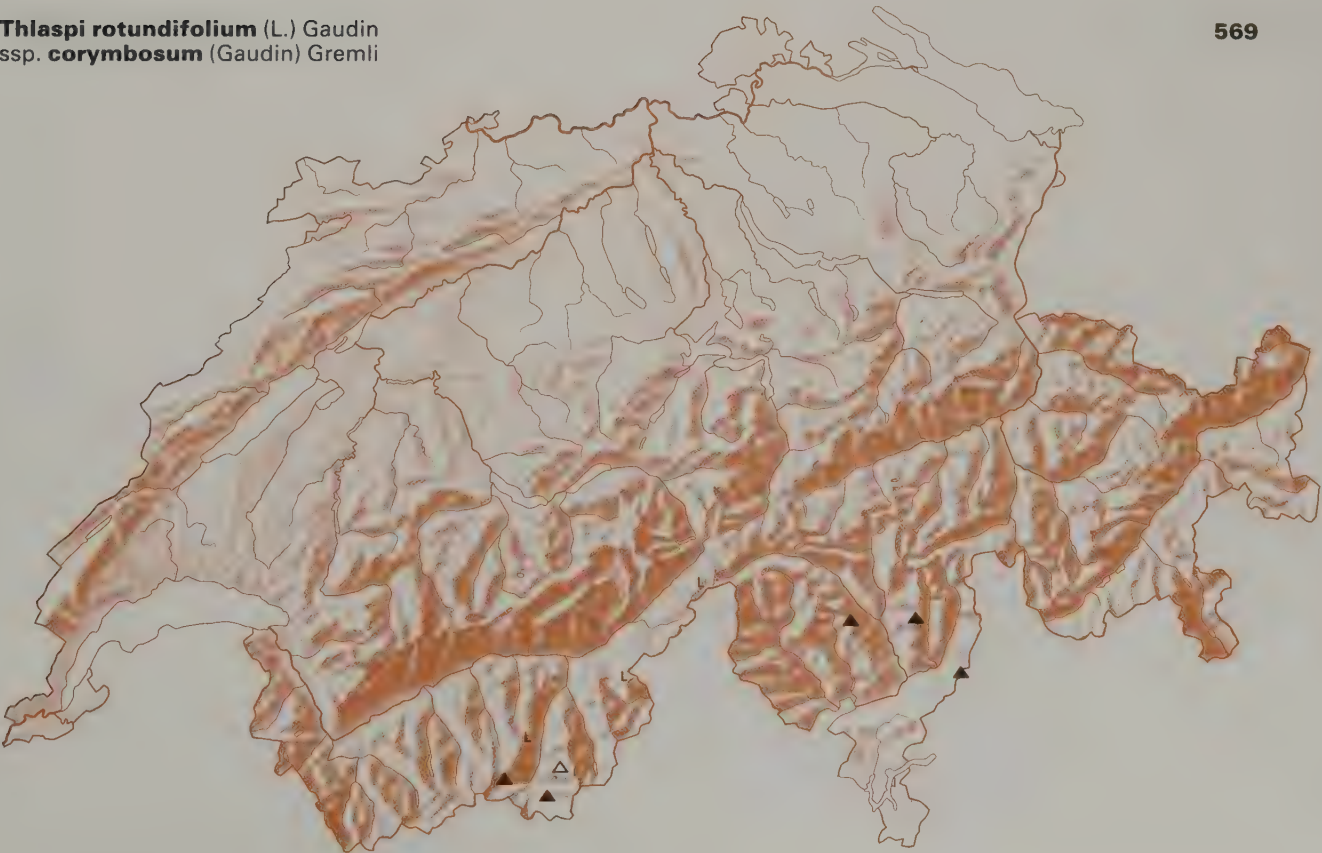 Thlaspi rotundifolium (L.) Gaudin
ssp. corymbosum (Gaudin) Gremli
569
L
L
L